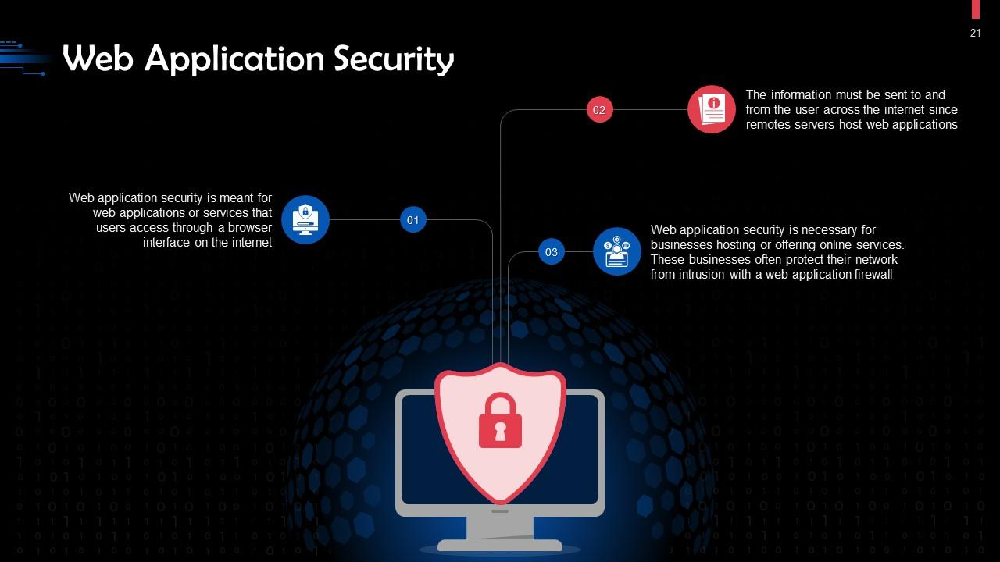 21
Web Application Security
02
The information must be sent to and
from the user across the internet since
remotes servers host web applications
Web application security is meant for
web applications or services that
users access through a browser
interface on the internet
01
03
Web application security is necessary for
businesses hosting or offering online services.
These businesses often protect their network
from intrusion with a web application firewall